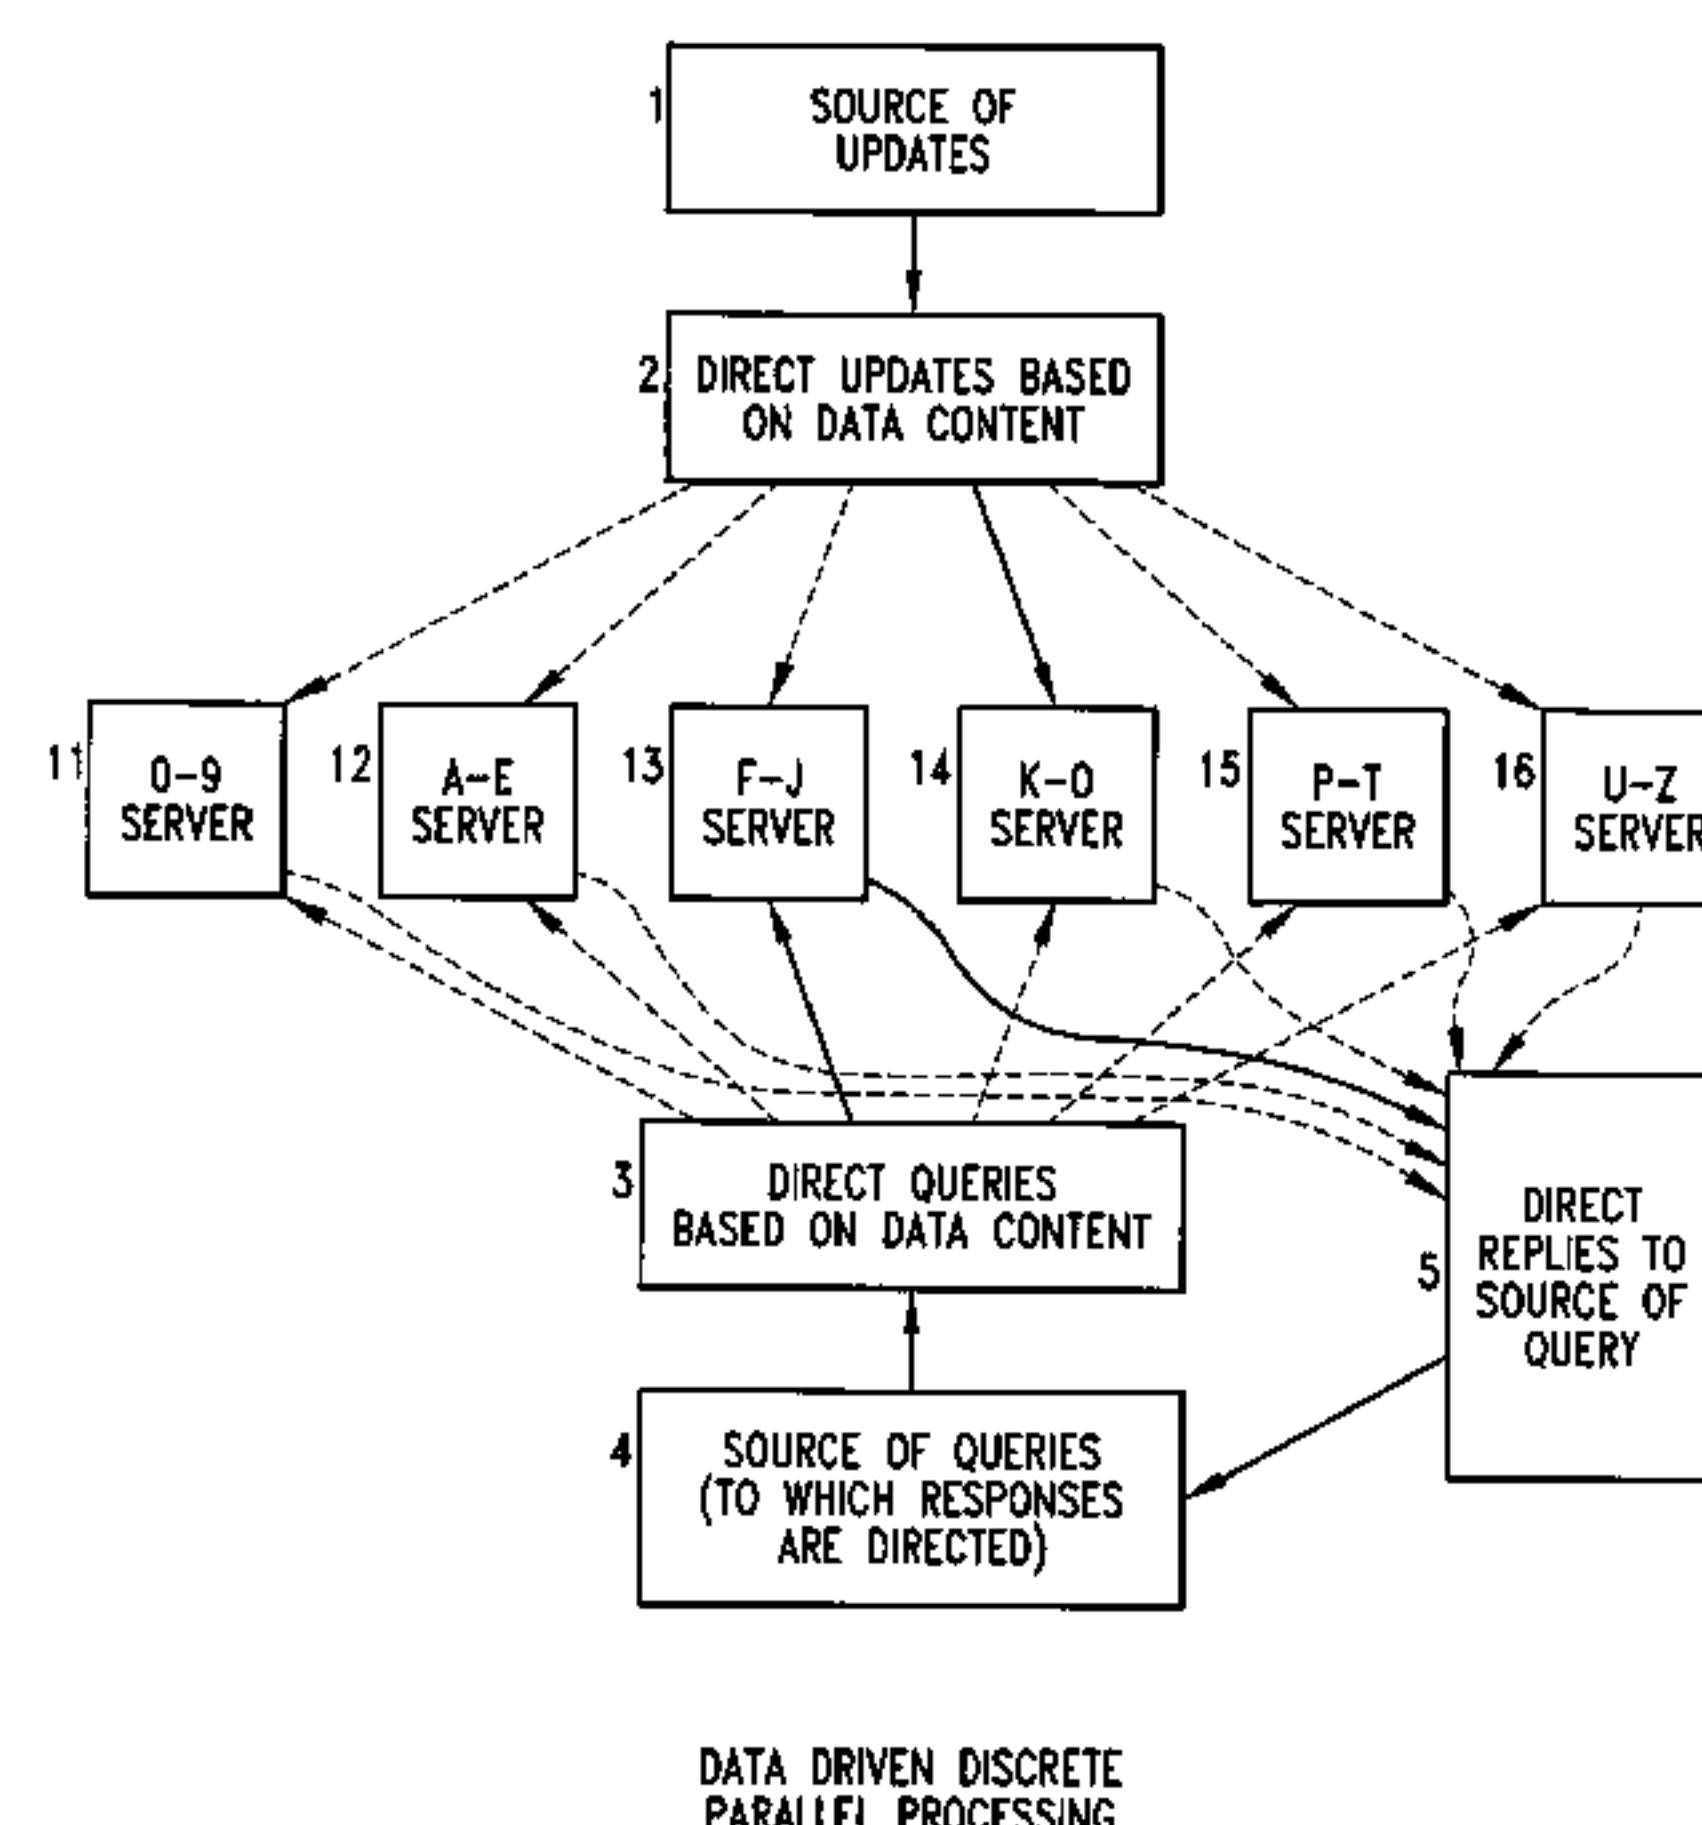 1
SOURCE OF
UPDATES
2
DIRECT UPDATES BASED
ON DATA CONTENT
11
0-9
SERVER
12
A-E
SERVER
13
F-J
SERVER
14
K-O
SERVER
15
P-T
SERVER
16
U-Z
SERVER
3
DIRECT QUERIES
BASED ON DATA CONTENT
5
DIRECT
REPLIES TO
SOURCE OF
QUERY
4
SOURCE OF QUERIES
(TO WHICH RESPONSES
ARE DIRECTED)
DATA DRIVEN DISCRETE
PARALLEL PROCESSING